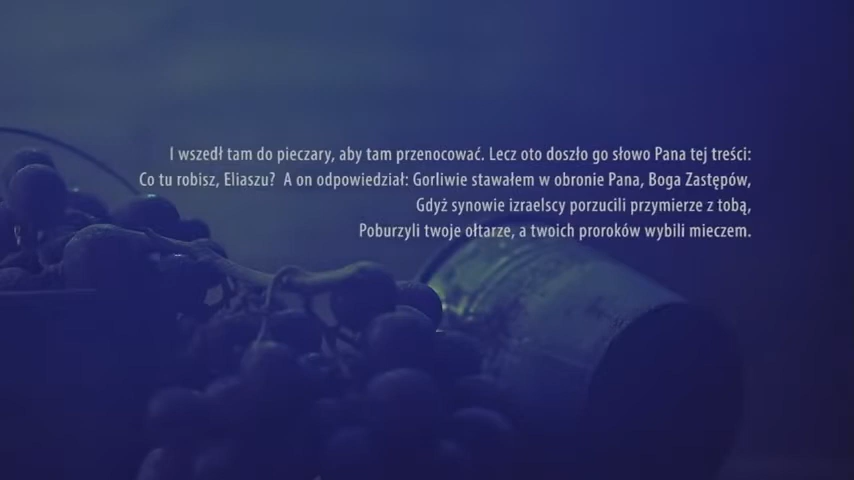 I wszedł tam do pieczary, aby tam przenocować. Lecz oto doszło go słowo Pana tej treści:
Co tu robisz, Eliaszu? A on odpowiedział: Gorliwie stawałem w obronie Pana, Boga Zastępów,
Gdyż synowie izraelscy porzucili przymierze z tobą,
Poburzyli twoje ołtarze, a twoich proroków wybili mieczem.